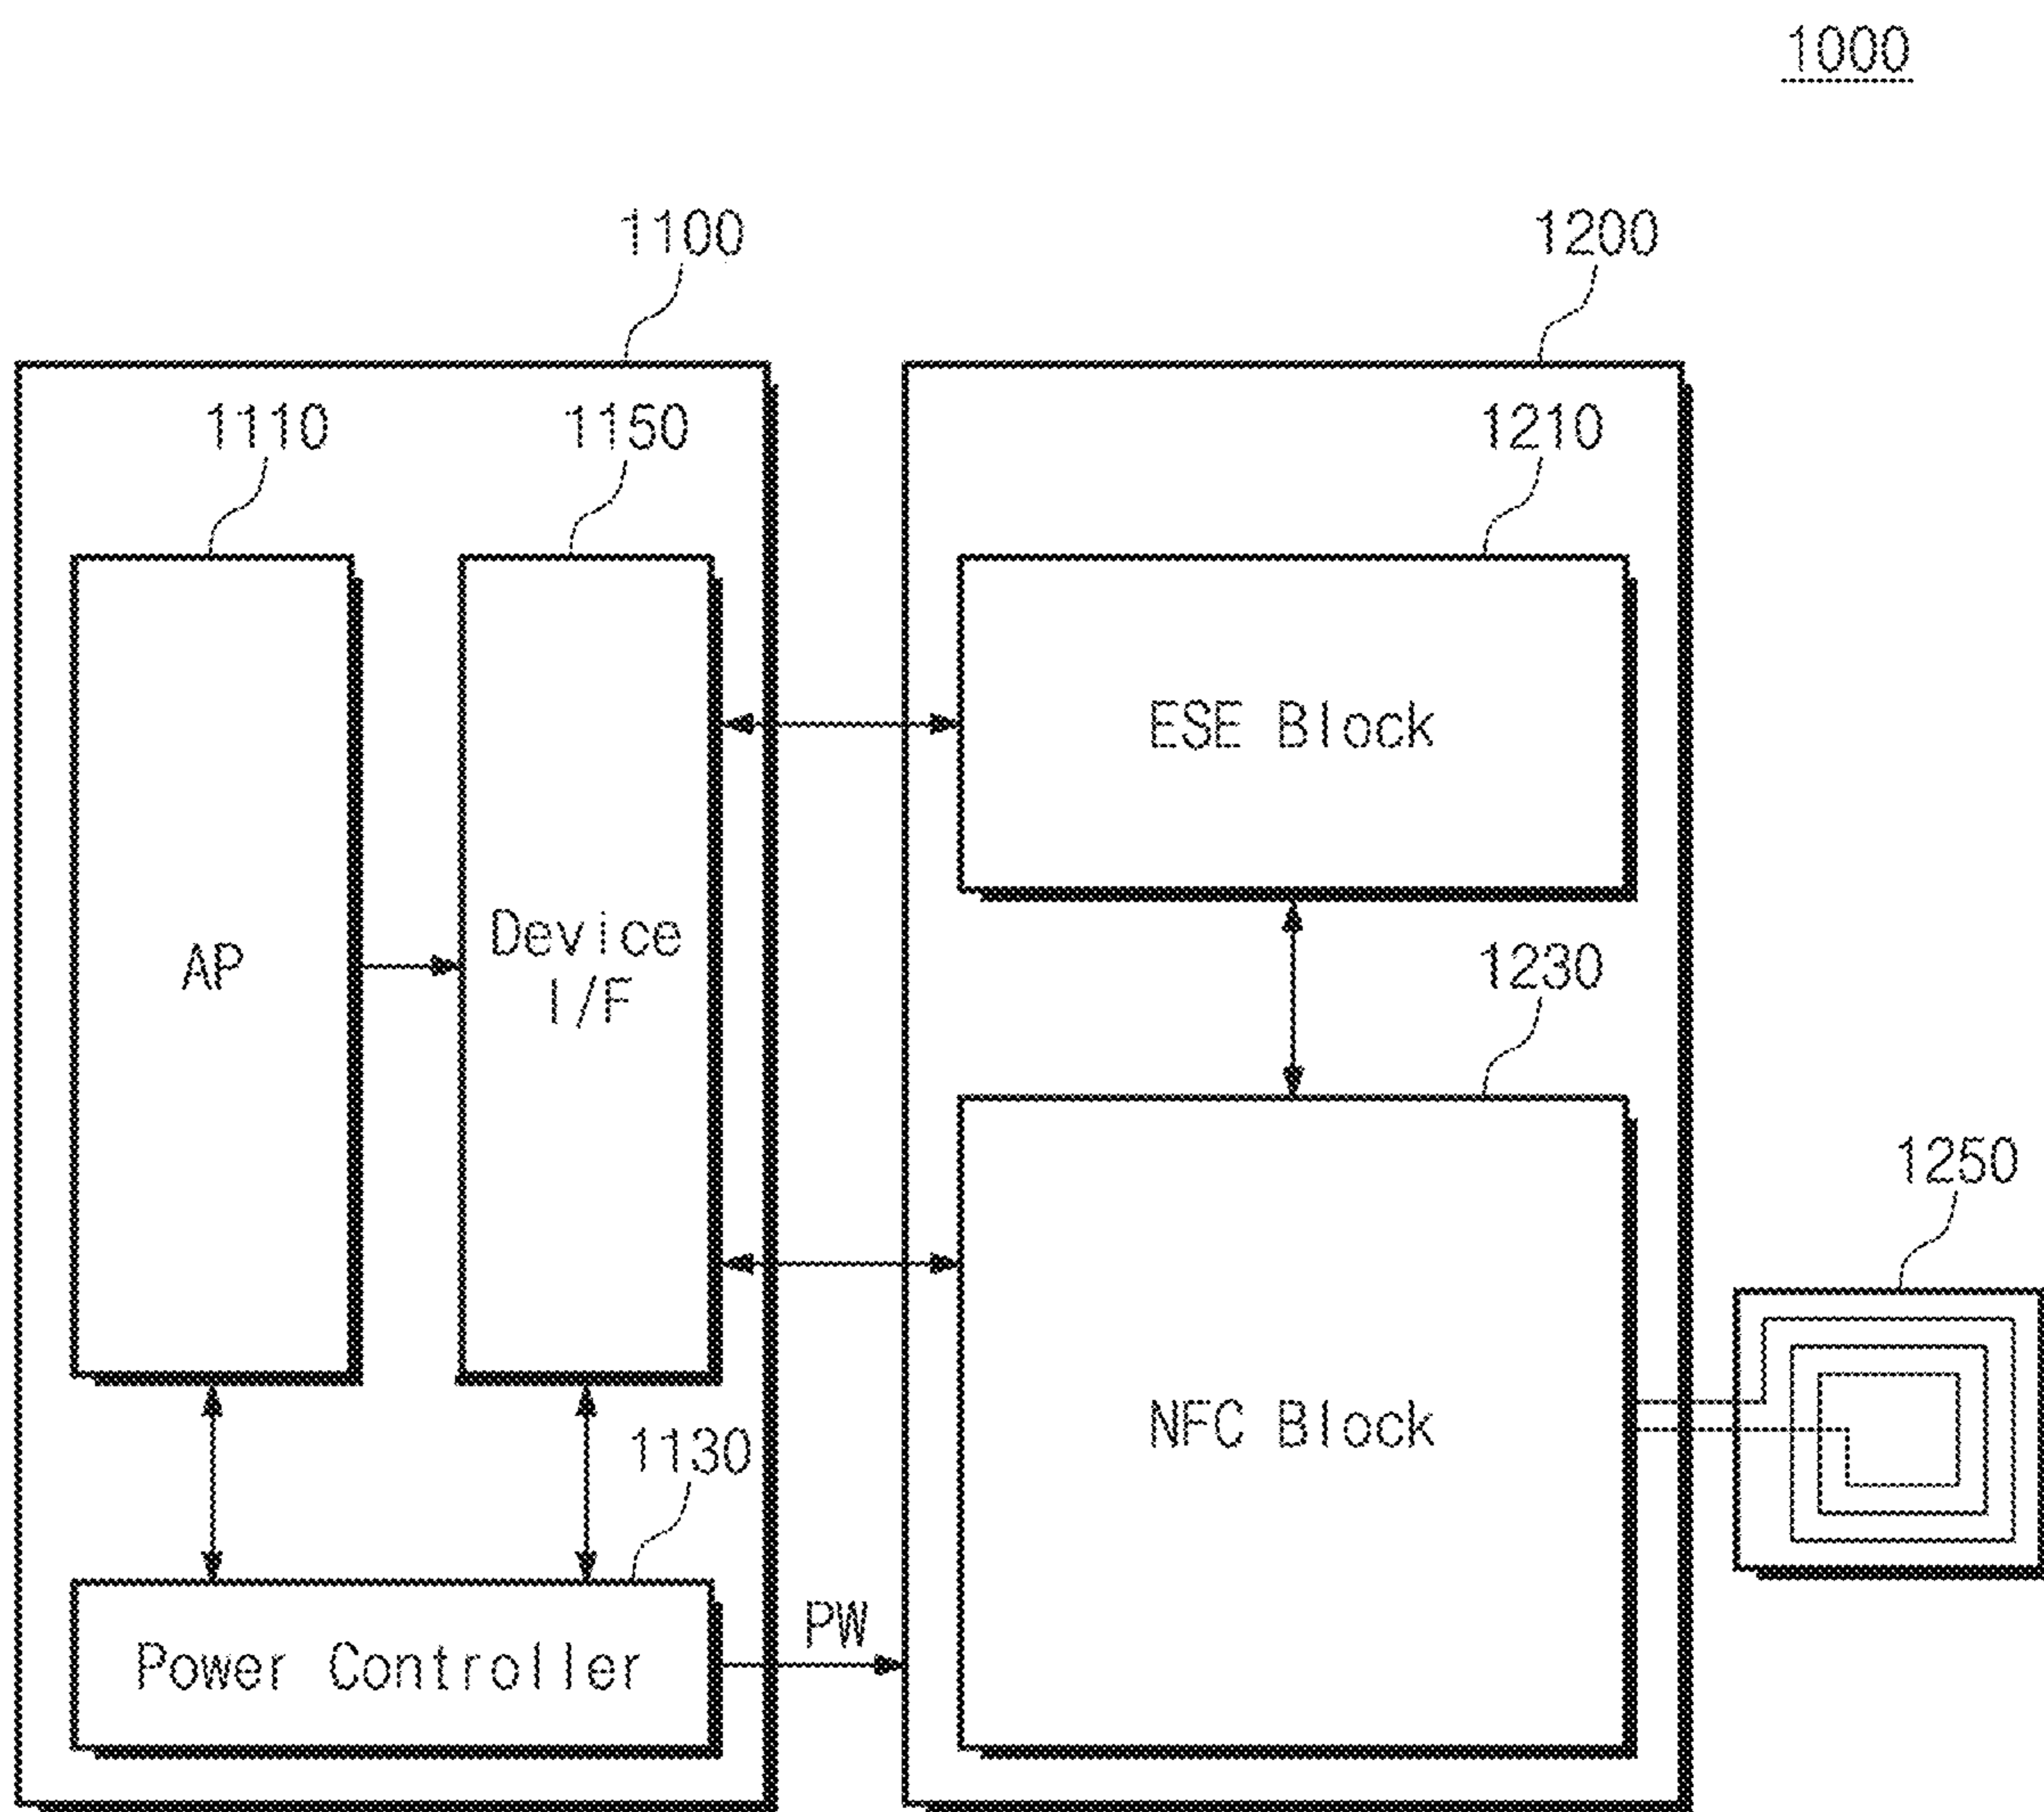 1000
1100
1200
1110
1150
1210
ESE Block
AP
Device
I/F
1230
1250
NFC Block
1130
PW
Power Controller